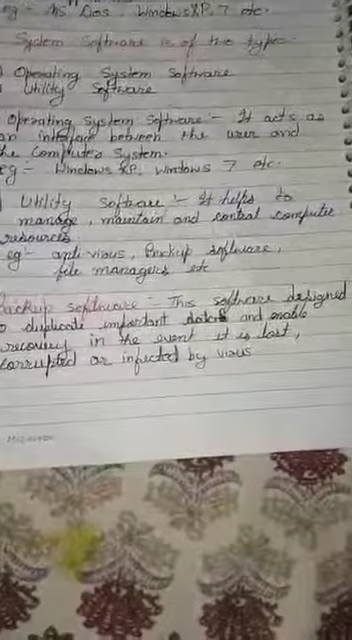 eg - MS Dos, Windows XP, 7 etc.
System Software is of two types-
Operating System Software
Utility Software
Operating System Software - It acts as
an interface between the user and
the Computer System.
eg - Windows XP, Windows 7 etc.
Utility Software - It helps to
manage, maintain and control computer
resources.
eg- anti virus, Backup software,
file managers etc
Backup software - This software designed
to duplicate important data and enable
recovery in the event it is lost,
corrupted or infected by virus